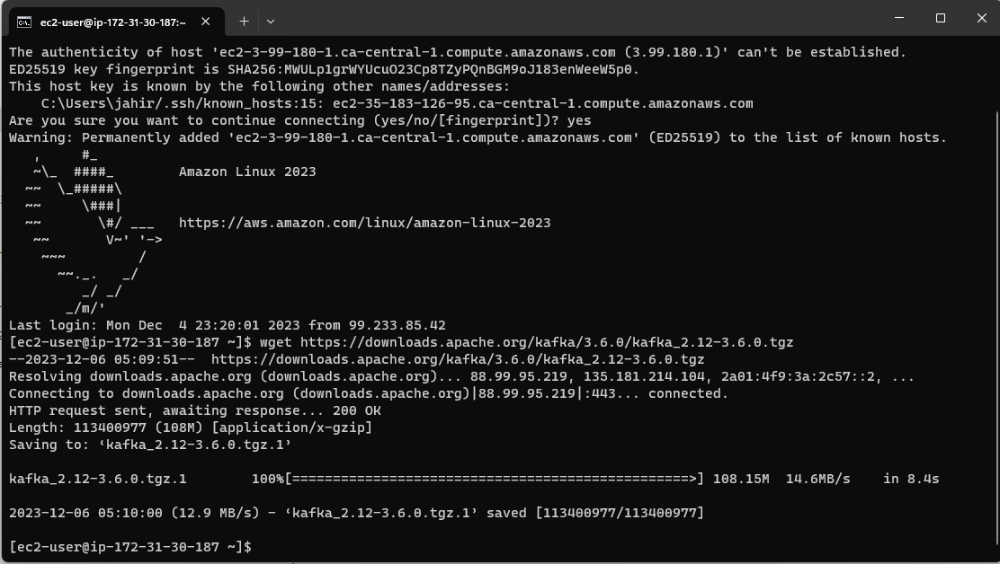 ec2-user@ip-172-31-30-187:~
The authenticity of host 'ec2-3-99-180-1.ca-central-1.compute.amazonaws.com (3.99.180.1)' can't be established.
ED25519 key fingerprint is SHA256:MWULp1grWYUcuO23Cp8TZyPQnBGM9oJ183enWeeW5p0.
This host key is known by the following other names/addresses:
    C:\Users\jahir/.ssh/known_hosts:15: ec2-35-183-126-95.ca-central-1.compute.amazonaws.com
Are you sure you want to continue connecting (yes/no/[fingerprint])? yes
Warning: Permanently added 'ec2-3-99-180-1.ca-central-1.compute.amazonaws.com' (ED25519) to the list of known hosts.
   ,     #_
   ~\_  ####_        Amazon Linux 2023
  ~~  \_#####\
  ~~     \###|
  ~~       \#/ ___   https://aws.amazon.com/linux/amazon-linux-2023
   ~~       V~' '->
    ~~~         /
      ~~._.   _/
         _/ _/
       _/m/'
Last login: Mon Dec  4 23:20:01 2023 from 99.233.85.42
[ec2-user@ip-172-31-30-187 ~]$ wget https://downloads.apache.org/kafka/3.6.0/kafka_2.12-3.6.0.tgz
--2023-12-06 05:09:51--  https://downloads.apache.org/kafka/3.6.0/kafka_2.12-3.6.0.tgz
Resolving downloads.apache.org (downloads.apache.org)... 88.99.95.219, 135.181.214.104, 2a01:4f9:3a:2c57::2, ...
Connecting to downloads.apache.org (downloads.apache.org)|88.99.95.219|:443... connected.
HTTP request sent, awaiting response... 200 OK
Length: 113400977 (108M) [application/x-gzip]
Saving to: ‘kafka_2.12-3.6.0.tgz.1’
kafka_2.12-3.6.0.tgz.1        100%[=================================================>] 108.15M  14.6MB/s    in 8.4s
2023-12-06 05:10:00 (12.9 MB/s) - ‘kafka_2.12-3.6.0.tgz.1’ saved [113400977/113400977]
[ec2-user@ip-172-31-30-187 ~]$